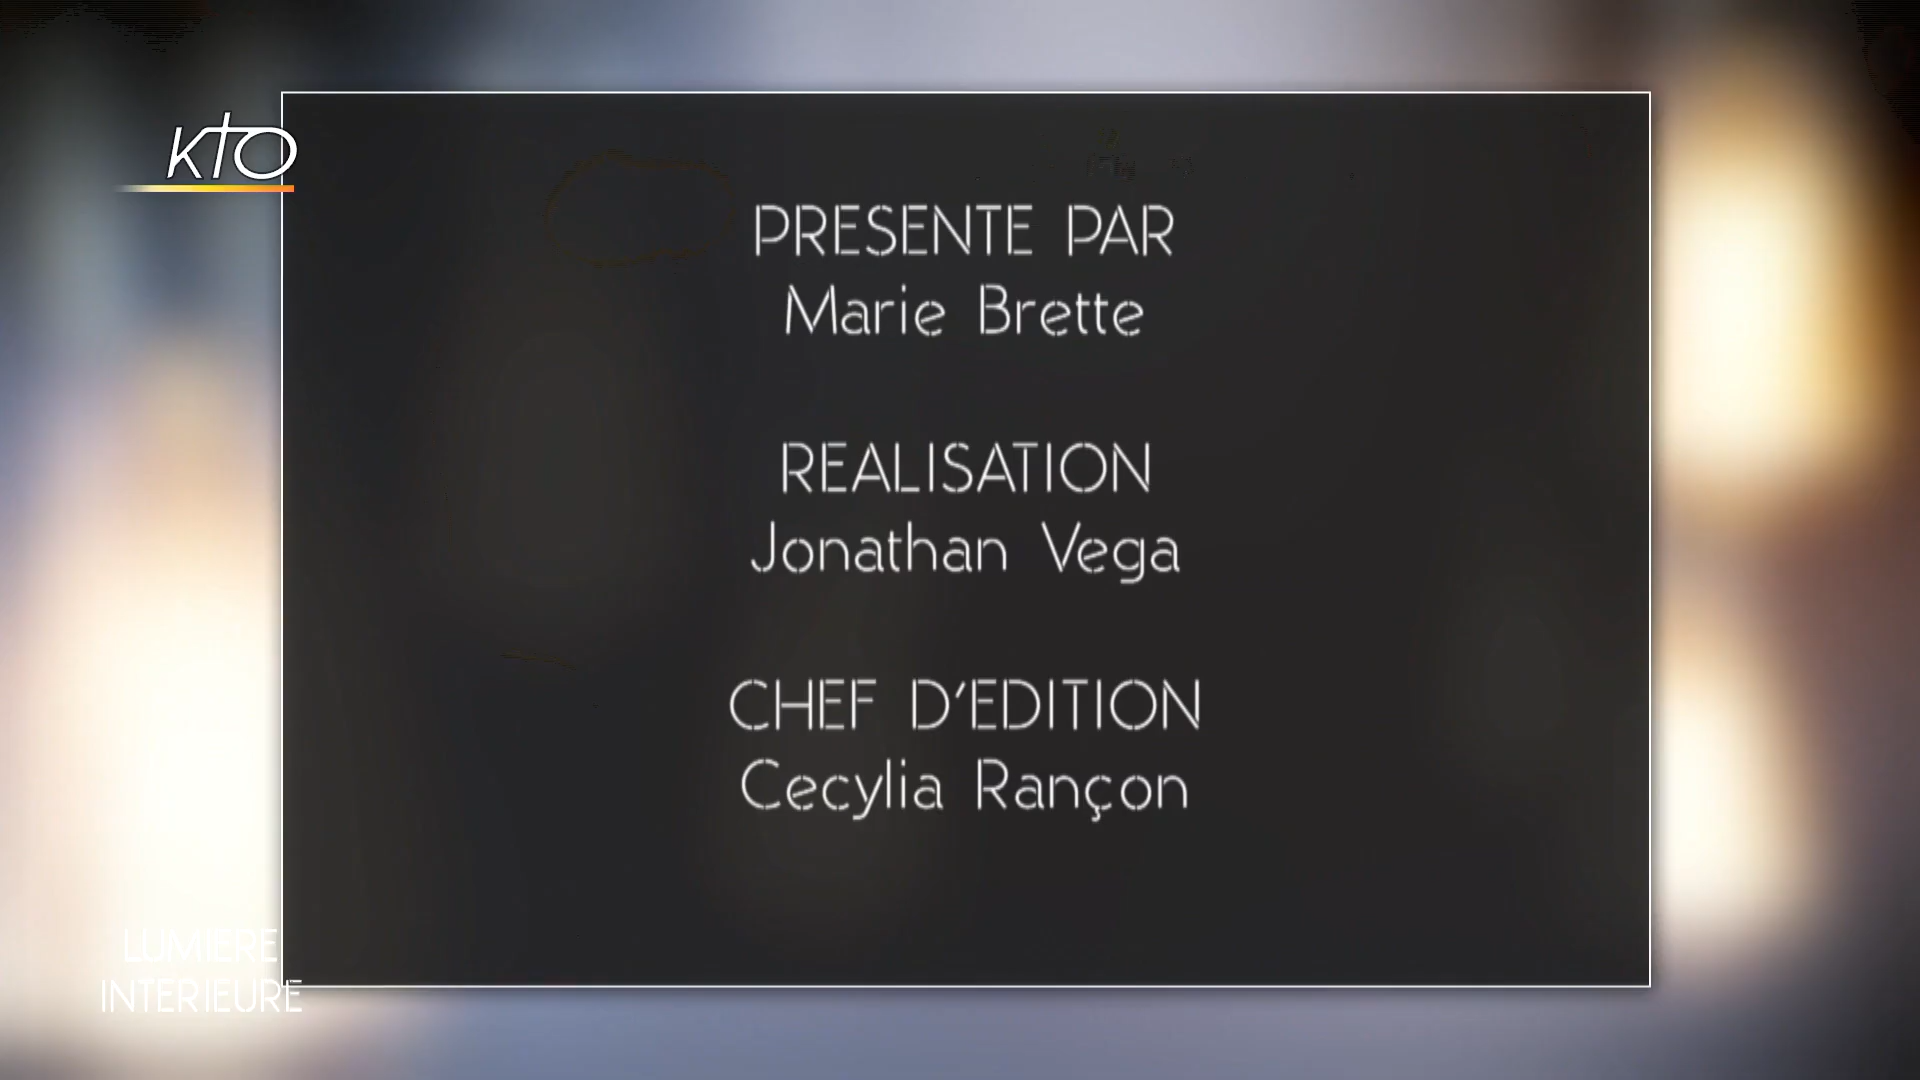 KTO
PRESENTE PAR
Marie Brette
REALISATION
Jonathan Vega
CHEF D'EDITION
Cecylia Rançon
LUMIERE
INTERIEURE